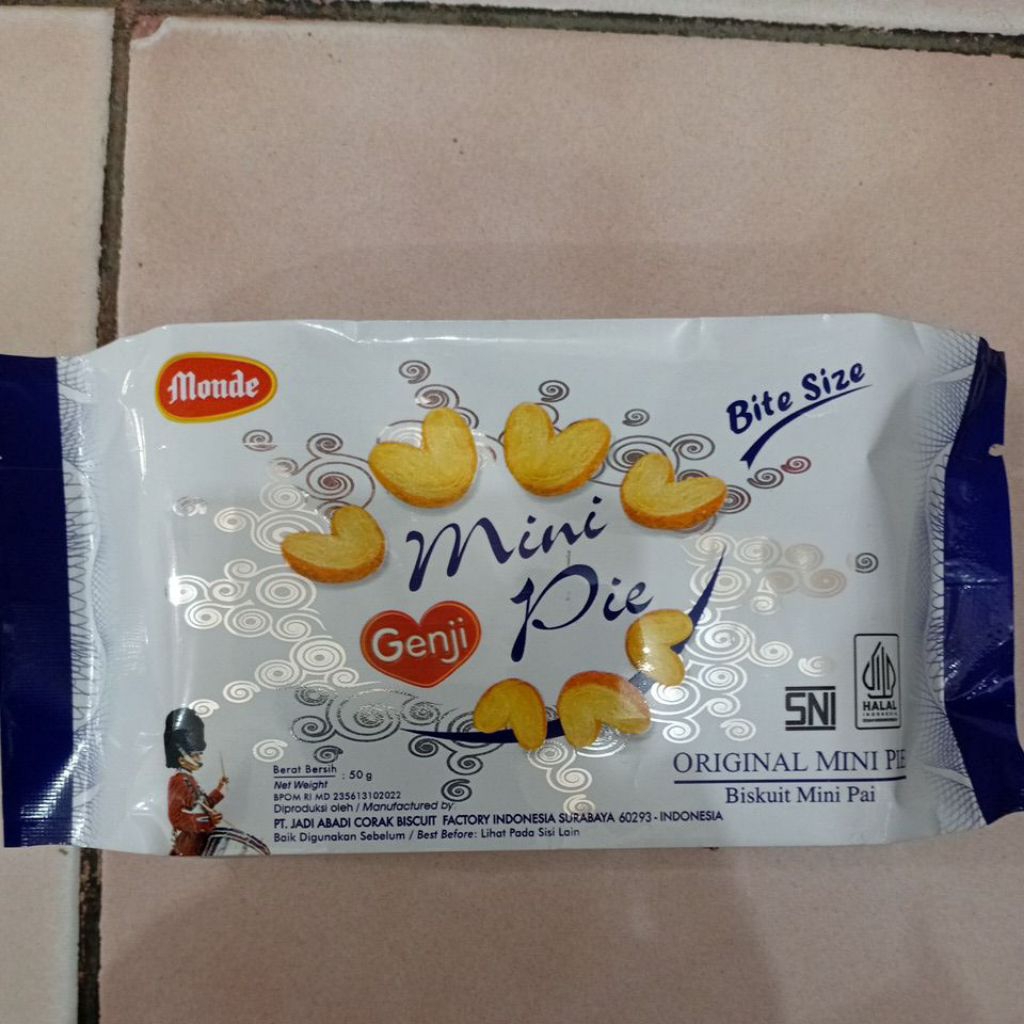 Monde
Bite Size
Mini
Pie
Genji
SNI
HALAL
INDONESIA
ORIGINAL MINI PIE
Biskuit Mini Pai
Berat Bersih : 50 g
Net Weight
BPOM RI MD 235613102022
Diproduksi oleh / Manufactured by:
PT. JADI ABADI CORAK BISCUIT FACTORY INDONESIA SURABAYA 60293 - INDONESIA
Baik Digunakan Sebelum / Best Before: Lihat Pada Sisi Lain